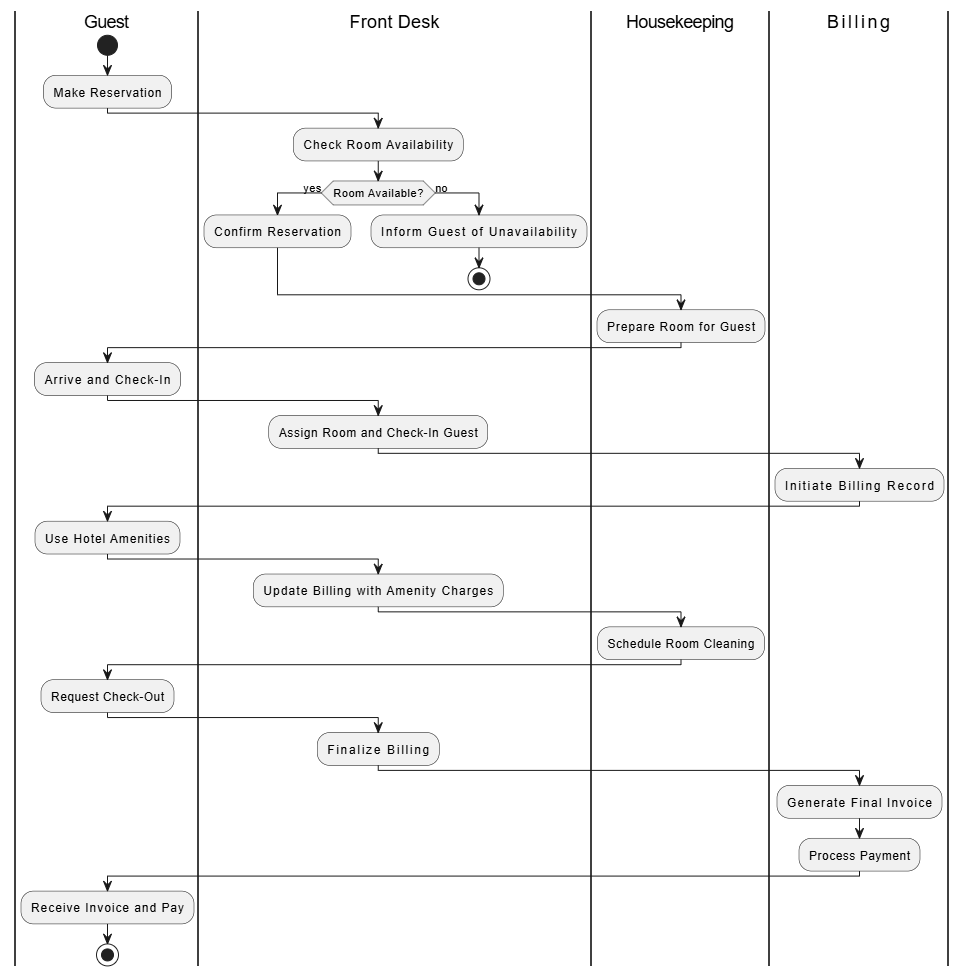 Guest
Front Desk
Housekeeping
Billing
Make Reservation
Check Room Availability
yes
Room Available?
no
Confirm Reservation
Inform Guest of Unavailability
Prepare Room for Guest
Arrive and Check-In
Assign Room and Check-In Guest
Initiate Billing Record
Use Hotel Amenities
Update Billing with Amenity Charges
Schedule Room Cleaning
Request Check-Out
Finalize Billing
Generate Final Invoice
Process Payment
Receive Invoice and Pay